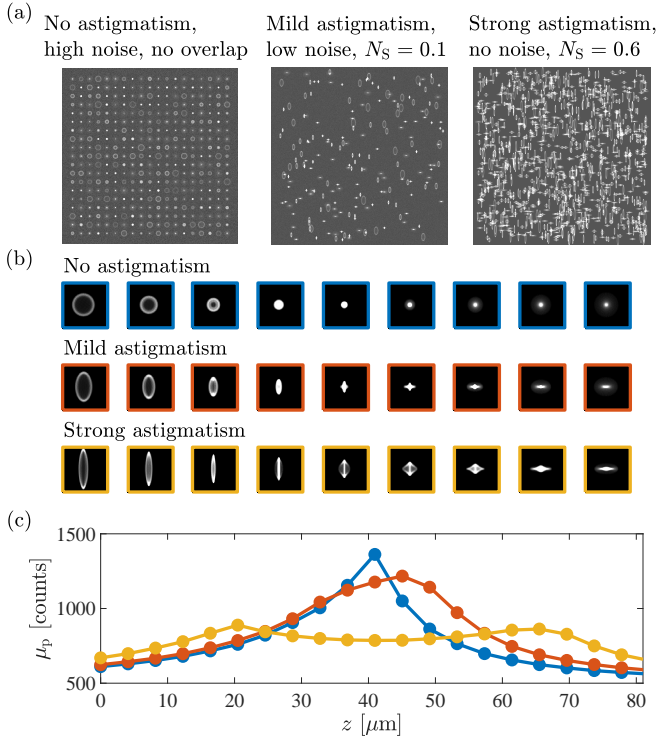 (a)
No astigmatism,
high noise, no overlap
Mild astigmatism,
low noise, N_S = 0.1
Strong astigmatism,
no noise, N_S = 0.6
(b)
No astigmatism
Mild astigmatism
Strong astigmatism
(c)
1500
1000
500
μ_p [counts]
0 10 20 30 40 50 60 70 80
z [μm]